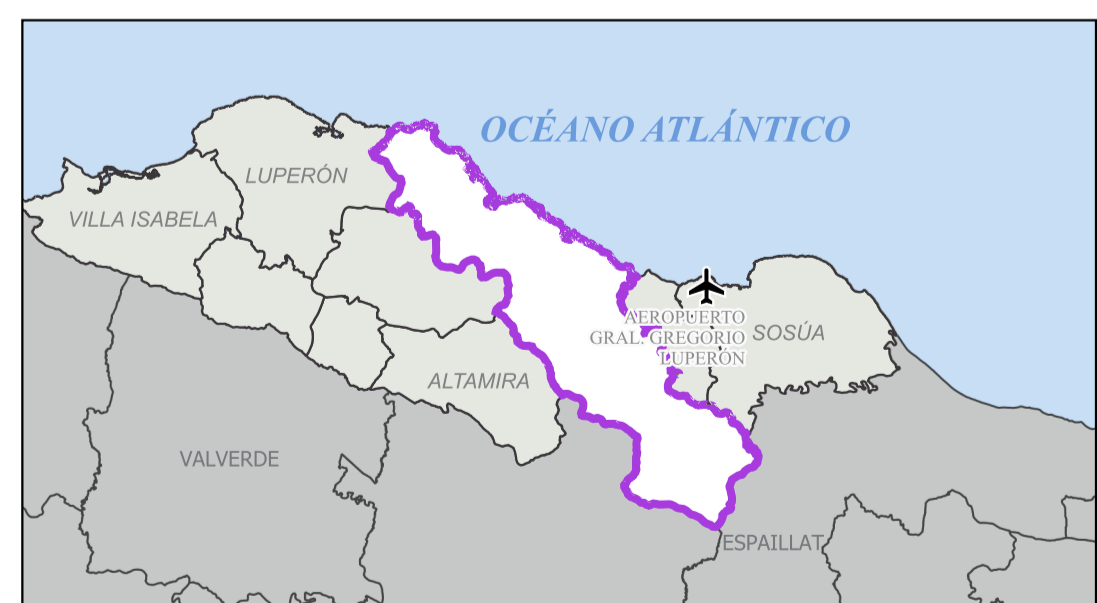 OCÉANO ATLÁNTICO
LUPERÓN
VILLA ISABELA
AEROPUERTO
GRAL. GREGORIO
LUPERÓN
SOSÚA
ALTAMIRA
VALVERDE
ESPAILLAT